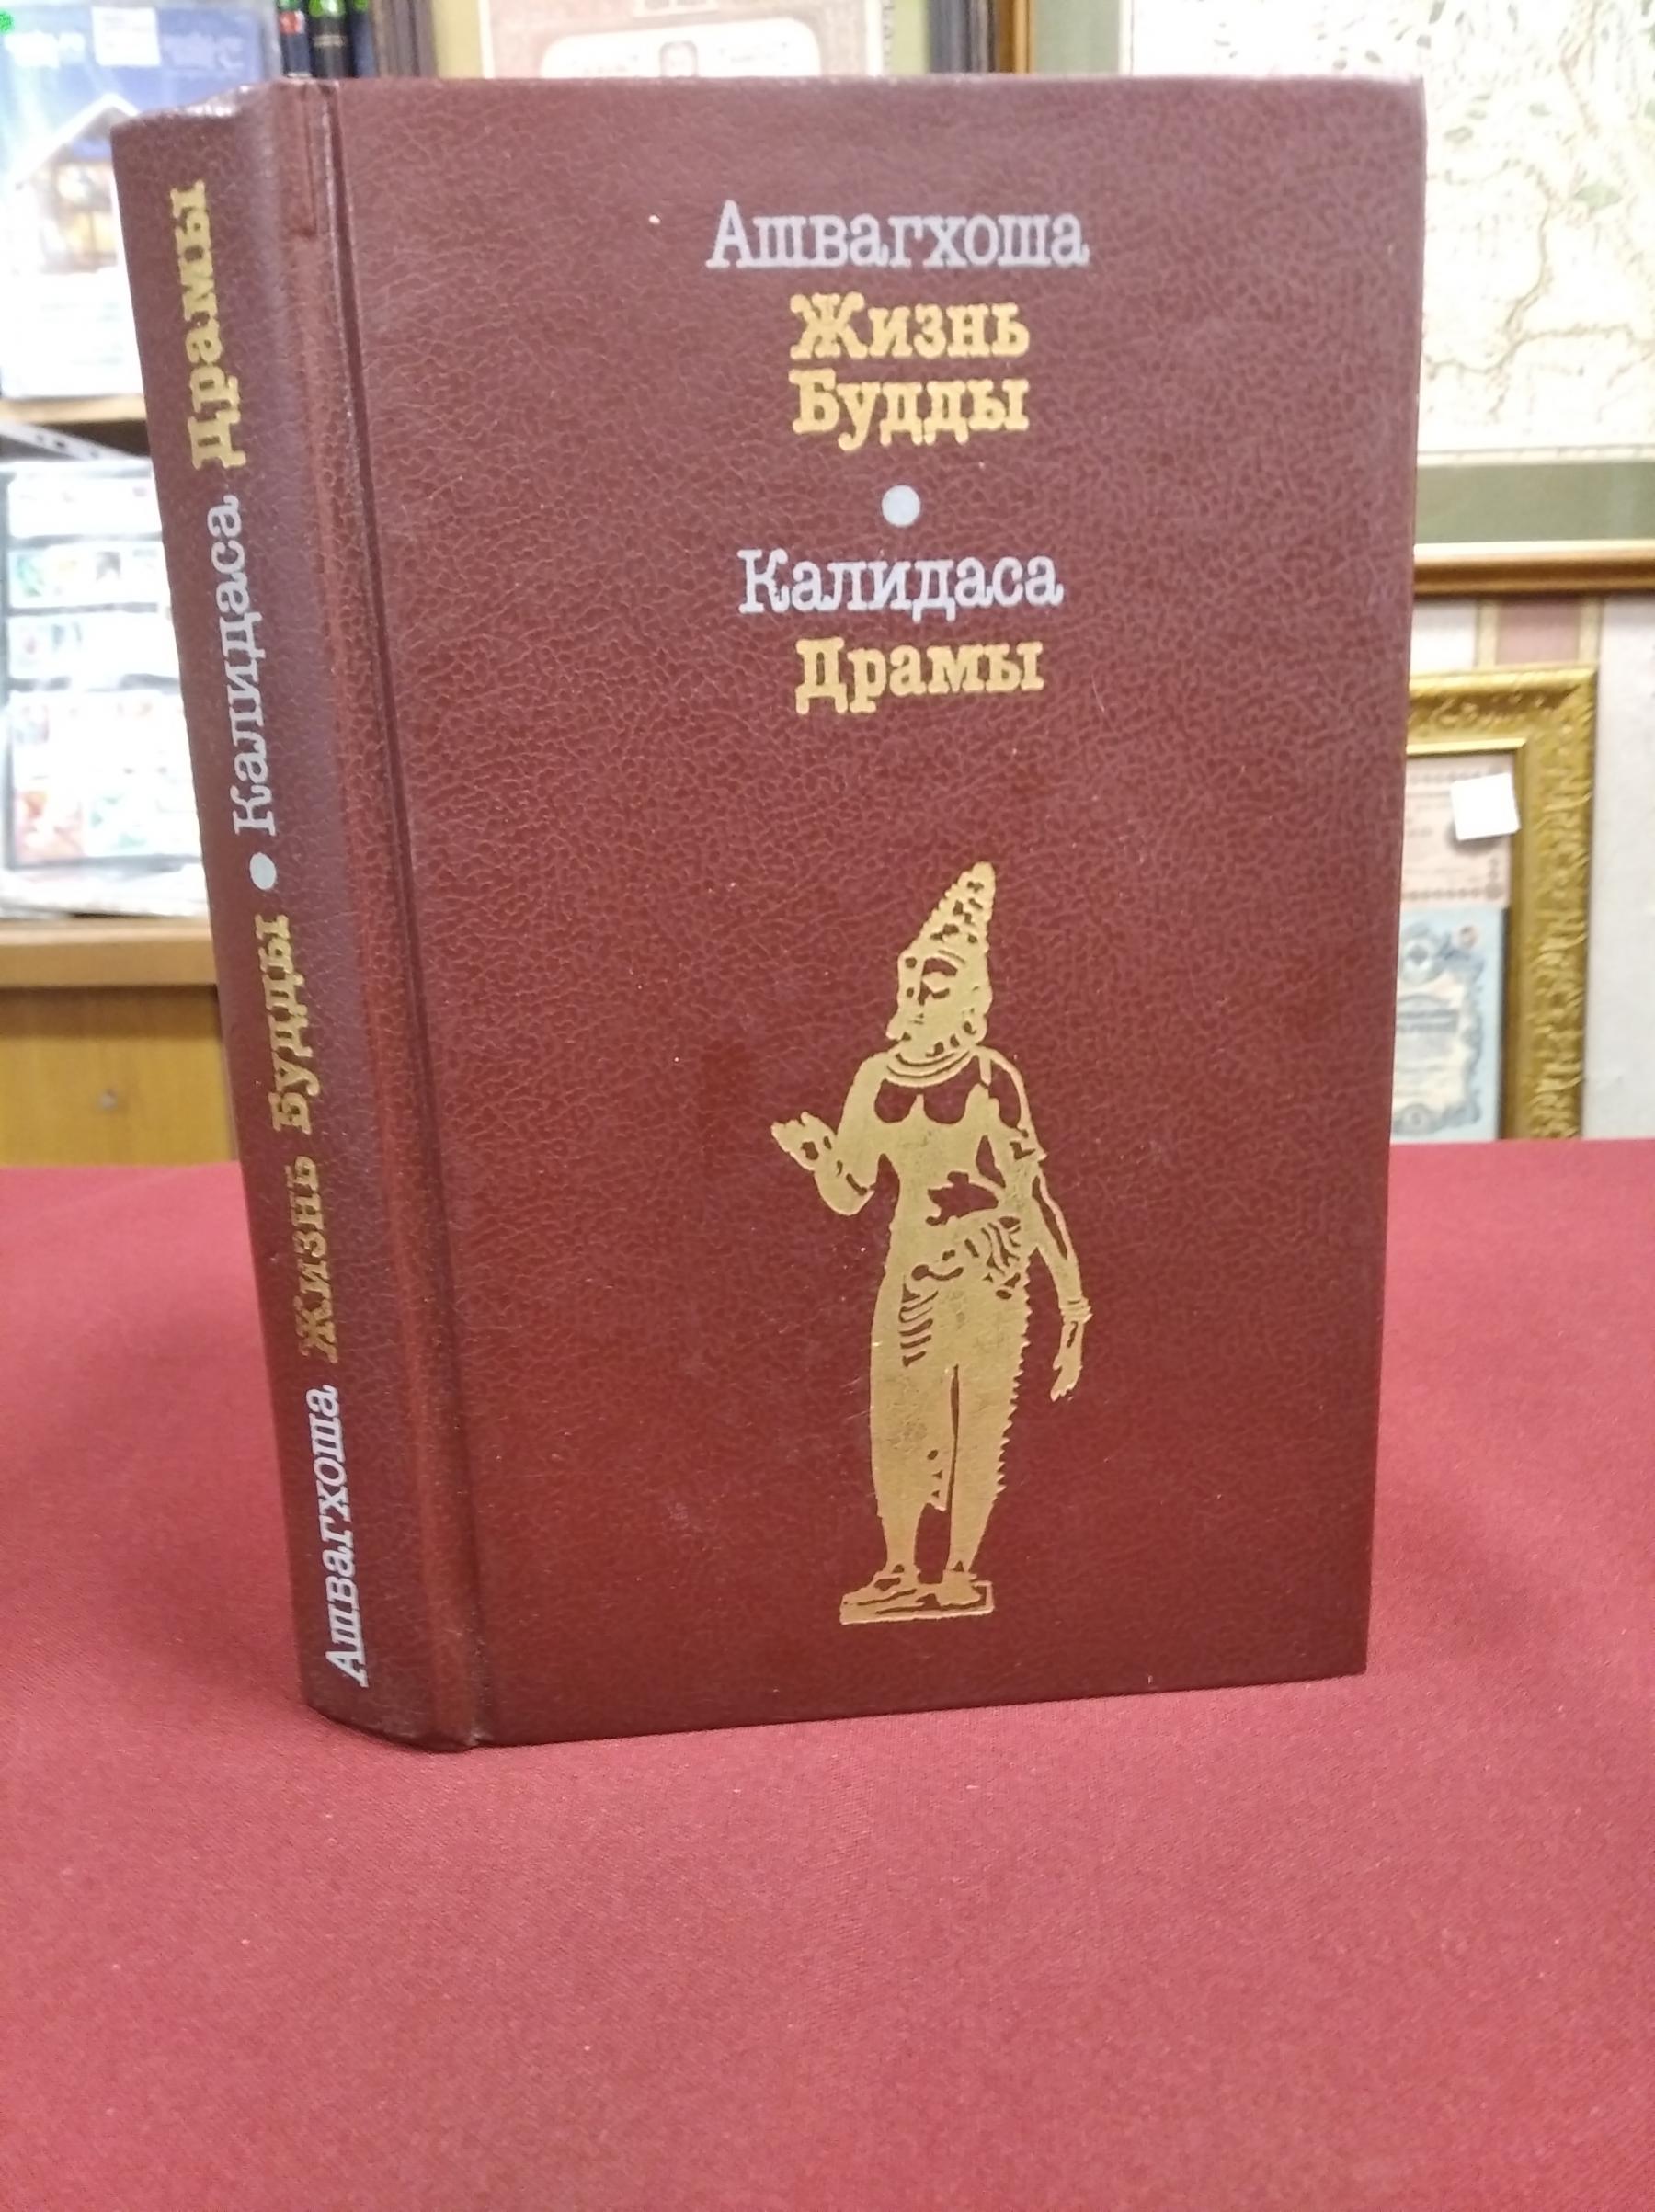 Ашвагхоша
Жизнь
Будды
Калидаса
Драмы
Ашвагхоша Жизнь Будды • Калидаса Драмы